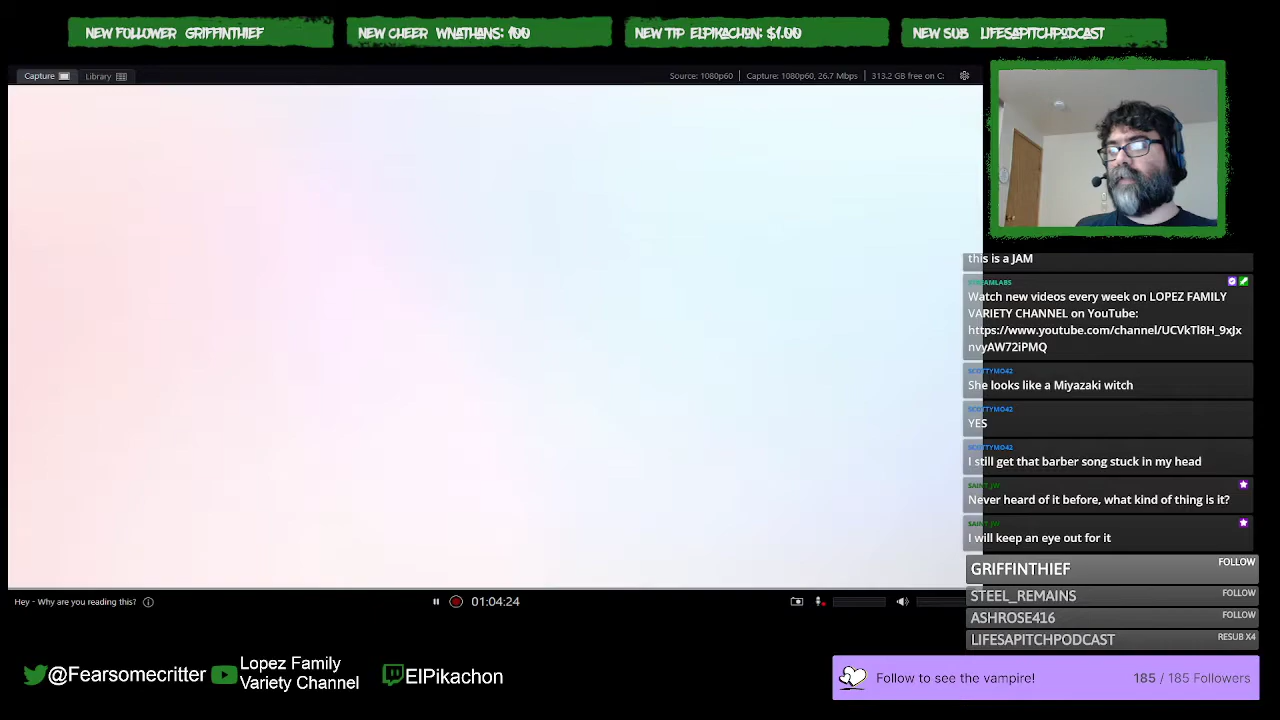 NEW FOLLOWER GRIFFINTHIEF
NEW CHEER WNATHANS: 100
NEW TIP ELPIKACHON: $1.00
NEW SUB LIFESAPITCHPODCAST
Capture
Library
Source: 1080p60
Capture: 1080p60, 26.7 Mbps
313.2 GB free on C:
this is a JAM
STREAMLABS
Watch new videos every week on LOPEZ FAMILY
VARIETY CHANNEL on YouTube:
https://www.youtube.com/channel/UCVkTl8H_9xJx
nvyAW72iPMQ
SCOTTYMO42
She looks like a Miyazaki witch
SCOTTYMO42
YES
SCOTTYMO42
I still get that barber song stuck in my head
SAINT_JW
Never heard of it before, what kind of thing is it?
SAINT_JW
I will keep an eye out for it
GRIFFINTHIEF FOLLOW
STEEL_REMAINS FOLLOW
ASHROSE416 FOLLOW
LIFESAPITCHPODCAST RESUB X4
Hey - Why are you reading this?
01:04:24
@Fearsomecritter
Lopez Family
Variety Channel
ElPikachon
Follow to see the vampire!
185 / 185 Followers